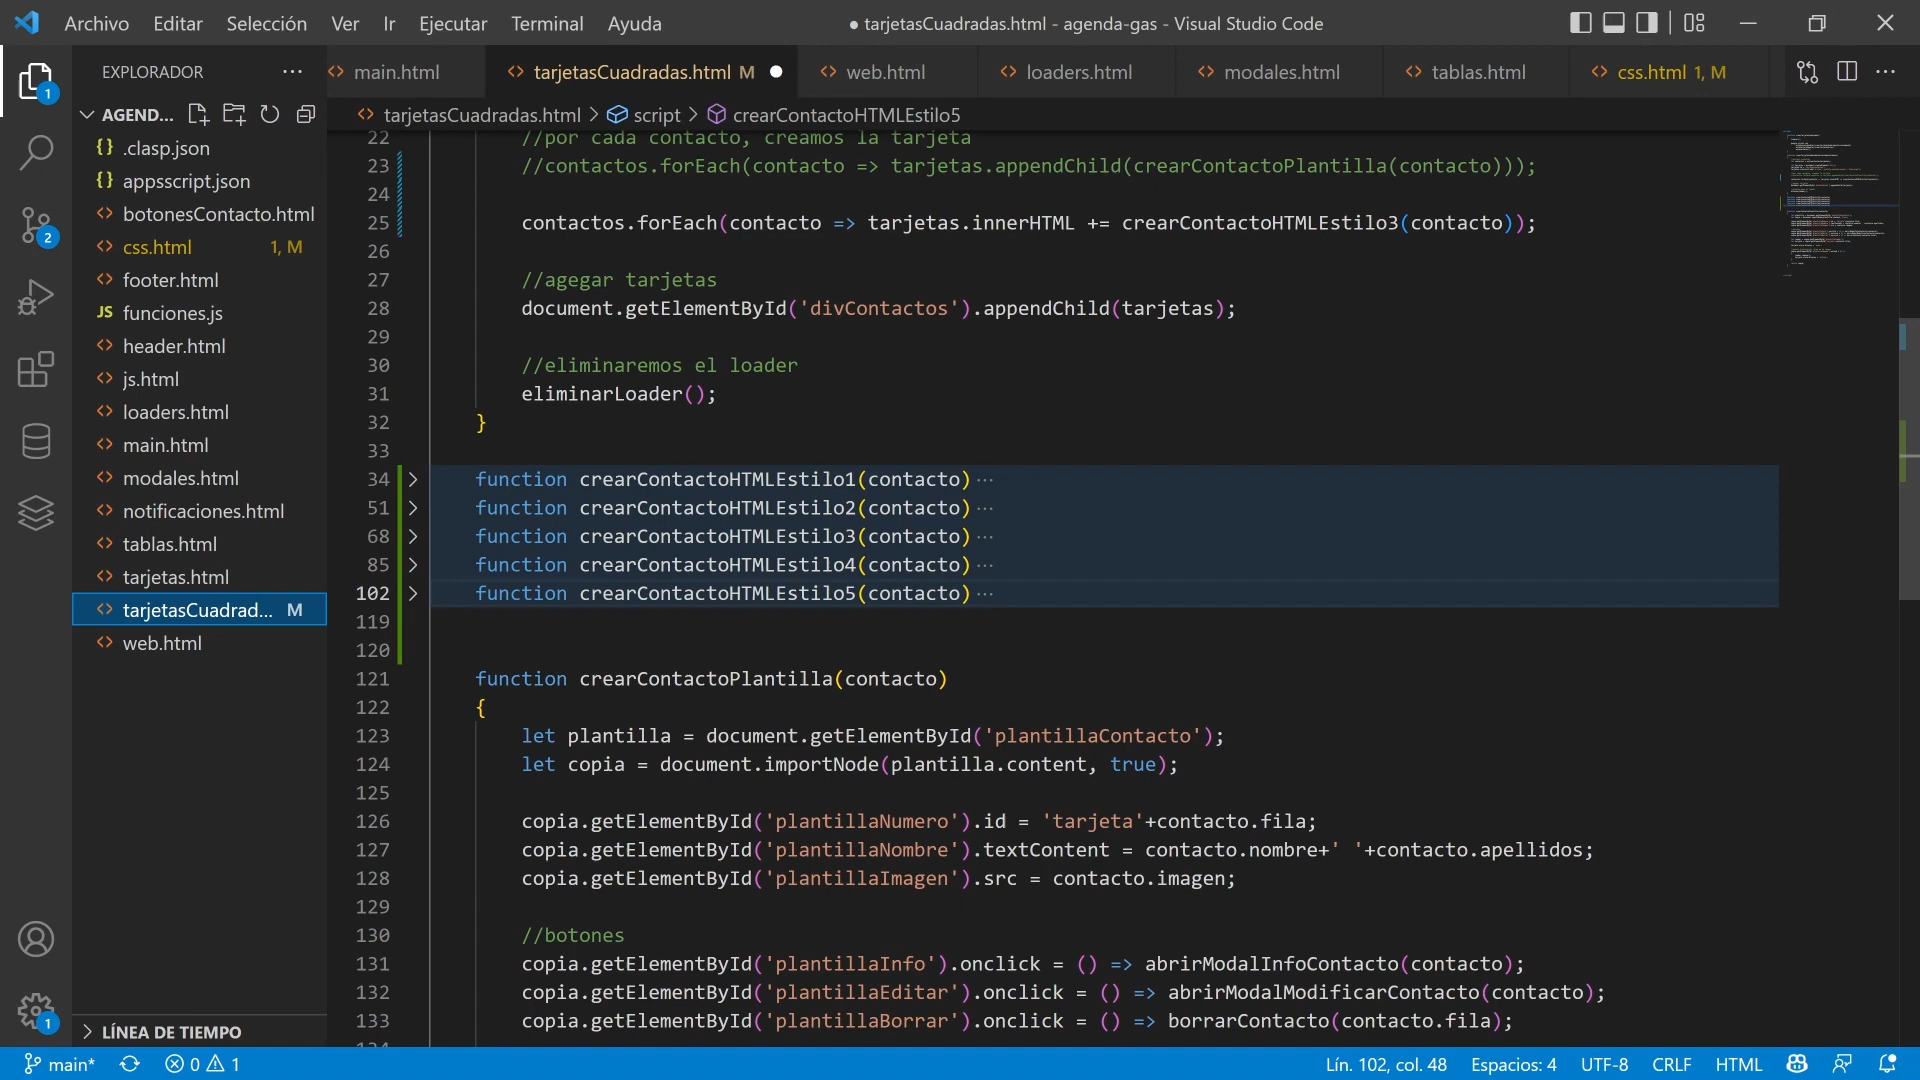 Archivo Editar Selección Ver Ir Ejecutar Terminal Ayuda ● tarjetasCuadradas.html - agenda-gas - Visual Studio Code
EXPLORADOR ···
main.html tarjetasCuadradas.html M ● web.html loaders.html modales.html tablas.html css.html 1, M
AGEND...
tarjetasCuadradas.html > script > crearContactoHTMLEstilo5
1
2
1
{} .clasp.json
{} appsscript.json
<> botonesContacto.html
<> css.html 1, M
<> footer.html
JS funciones.js
<> header.html
<> js.html
<> loaders.html
<> main.html
<> modales.html
<> notificaciones.html
<> tablas.html
<> tarjetas.html
<> tarjetasCuadrad... M
<> web.html
LÍNEA DE TIEMPO
22 //por cada contacto, creamos la tarjeta
23 //contactos.forEach(contacto => tarjetas.appendChild(crearContactoPlantilla(contacto)));
24
25 contactos.forEach(contacto => tarjetas.innerHTML += crearContactoHTMLEstilo3(contacto));
26
27 //agegar tarjetas
28 document.getElementById('divContactos').appendChild(tarjetas);
29
30 //eliminaremos el loader
31 eliminarLoader();
32 }
33
34 > function crearContactoHTMLEstilo1(contacto) ···
51 > function crearContactoHTMLEstilo2(contacto) ···
68 > function crearContactoHTMLEstilo3(contacto) ···
85 > function crearContactoHTMLEstilo4(contacto) ···
102 > function crearContactoHTMLEstilo5(contacto) ···
119
120
121 function crearContactoPlantilla(contacto)
122 {
123 let plantilla = document.getElementById('plantillaContacto');
124 let copia = document.importNode(plantilla.content, true);
125
126 copia.getElementById('plantillaNumero').id = 'tarjeta'+contacto.fila;
127 copia.getElementById('plantillaNombre').textContent = contacto.nombre+' '+contacto.apellidos;
128 copia.getElementById('plantillaImagen').src = contacto.imagen;
129
130 //botones
131 copia.getElementById('plantillaInfo').onclick = () => abrirModalInfoContacto(contacto);
132 copia.getElementById('plantillaEditar').onclick = () => abrirModalModificarContacto(contacto);
133 copia.getElementById('plantillaBorrar').onclick = () => borrarContacto(contacto.fila);
main* 0 1 Lín. 102, col. 48 Espacios: 4 UTF-8 CRLF HTML